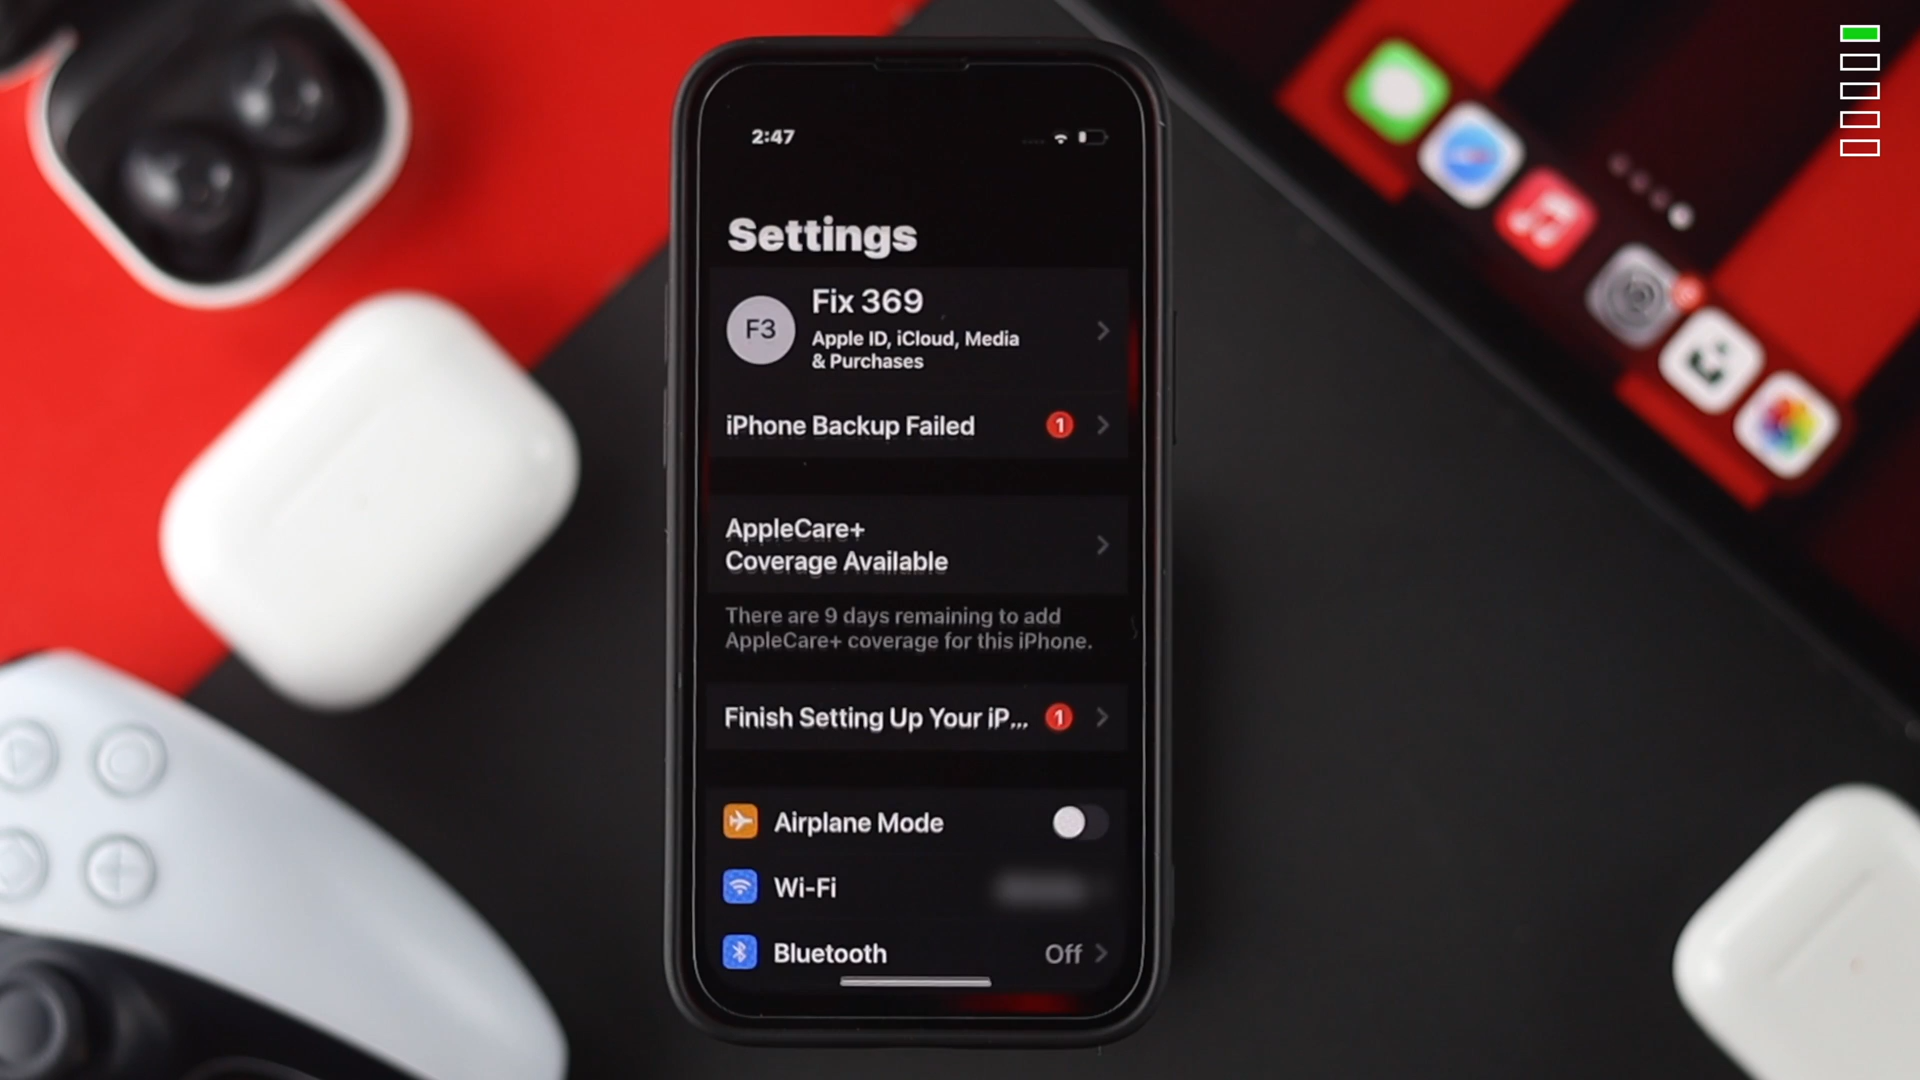 2:47
Settings
F3
Fix 369
Apple ID, iCloud, Media
& Purchases
iPhone Backup Failed
1
AppleCare+
Coverage Available
There are 9 days remaining to add
AppleCare+ coverage for this iPhone.
Finish Setting Up Your iP...
1
Airplane Mode
Wi-Fi
Bluetooth
Off